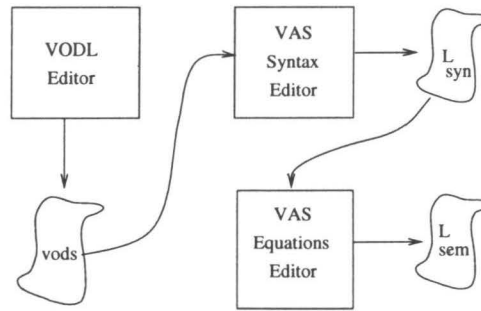 VODL
Editor
VAS
Syntax
Editor
L
syn
vods
VAS
Equations
Editor
L
sem